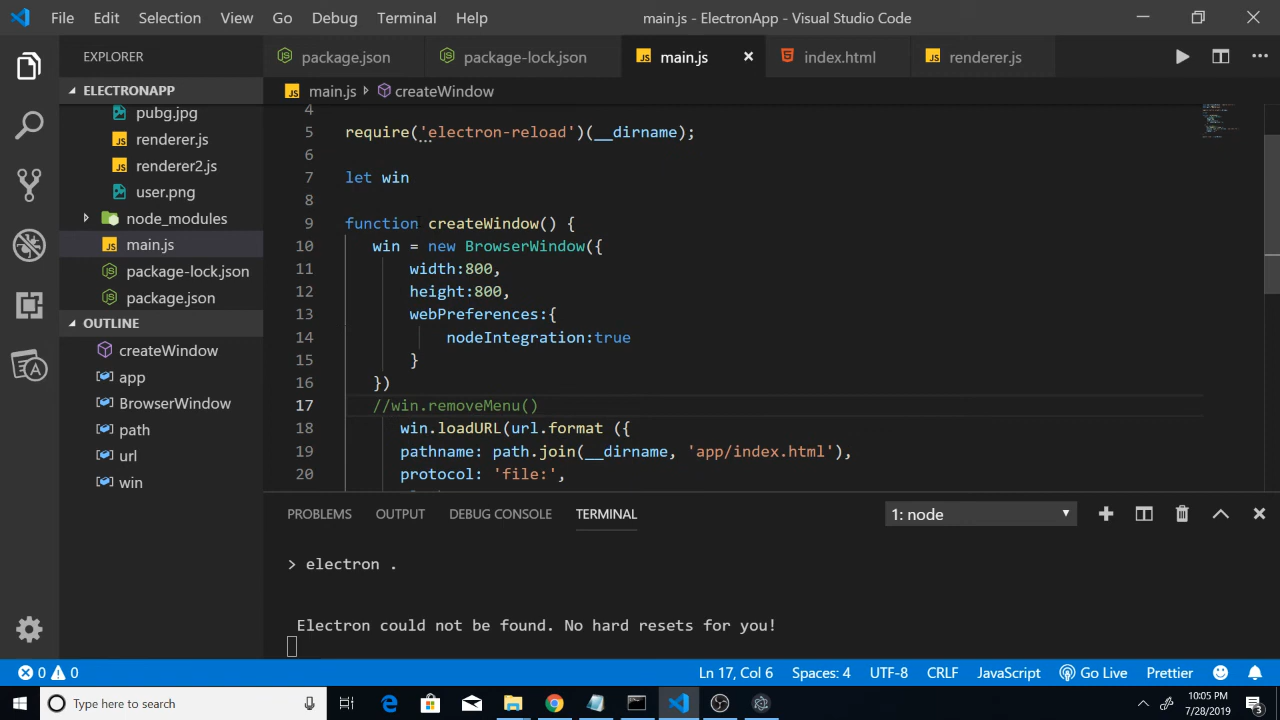 File Edit Selection View Go Debug Terminal Help main.js - ElectronApp - Visual Studio Code
EXPLORER
package.json package-lock.json main.js index.html renderer.js
ELECTRONAPP
main.js createWindow
pubg.jpg
renderer.js
renderer2.js
user.png
node_modules
main.js
package-lock.json
package.json
OUTLINE
createWindow
app
BrowserWindow
path
url
win
4
5 require('electron-reload')(__dirname);
6
7 let win
8
9 function createWindow() {
10 win = new BrowserWindow({
11 width:800,
12 height:800,
13 webPreferences:{
14 nodeIntegration:true
15 }
16 })
17 //win.removeMenu()
18 win.loadURL(url.format ({
19 pathname: path.join(__dirname, 'app/index.html'),
20 protocol: 'file:',
PROBLEMS OUTPUT DEBUG CONSOLE TERMINAL 1: node
> electron .
Electron could not be found. No hard resets for you!
0 0 Ln 17, Col 6 Spaces: 4 UTF-8 CRLF JavaScript Go Live Prettier
Type here to search
10:05 PM
7/28/2019